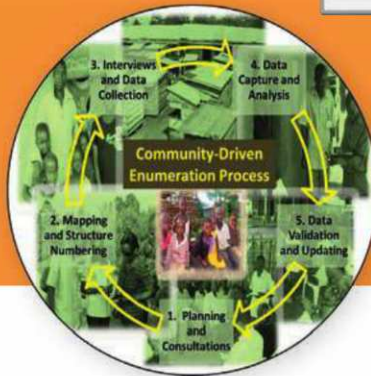 3. Interviews
and Data
Collection
4. Data
Capture and
Analysis
Community-Driven
Enumeration Process
2. Mapping
and Structure
Numbering
5. Data
Validation
and Updating
1. Planning
and
Consultations